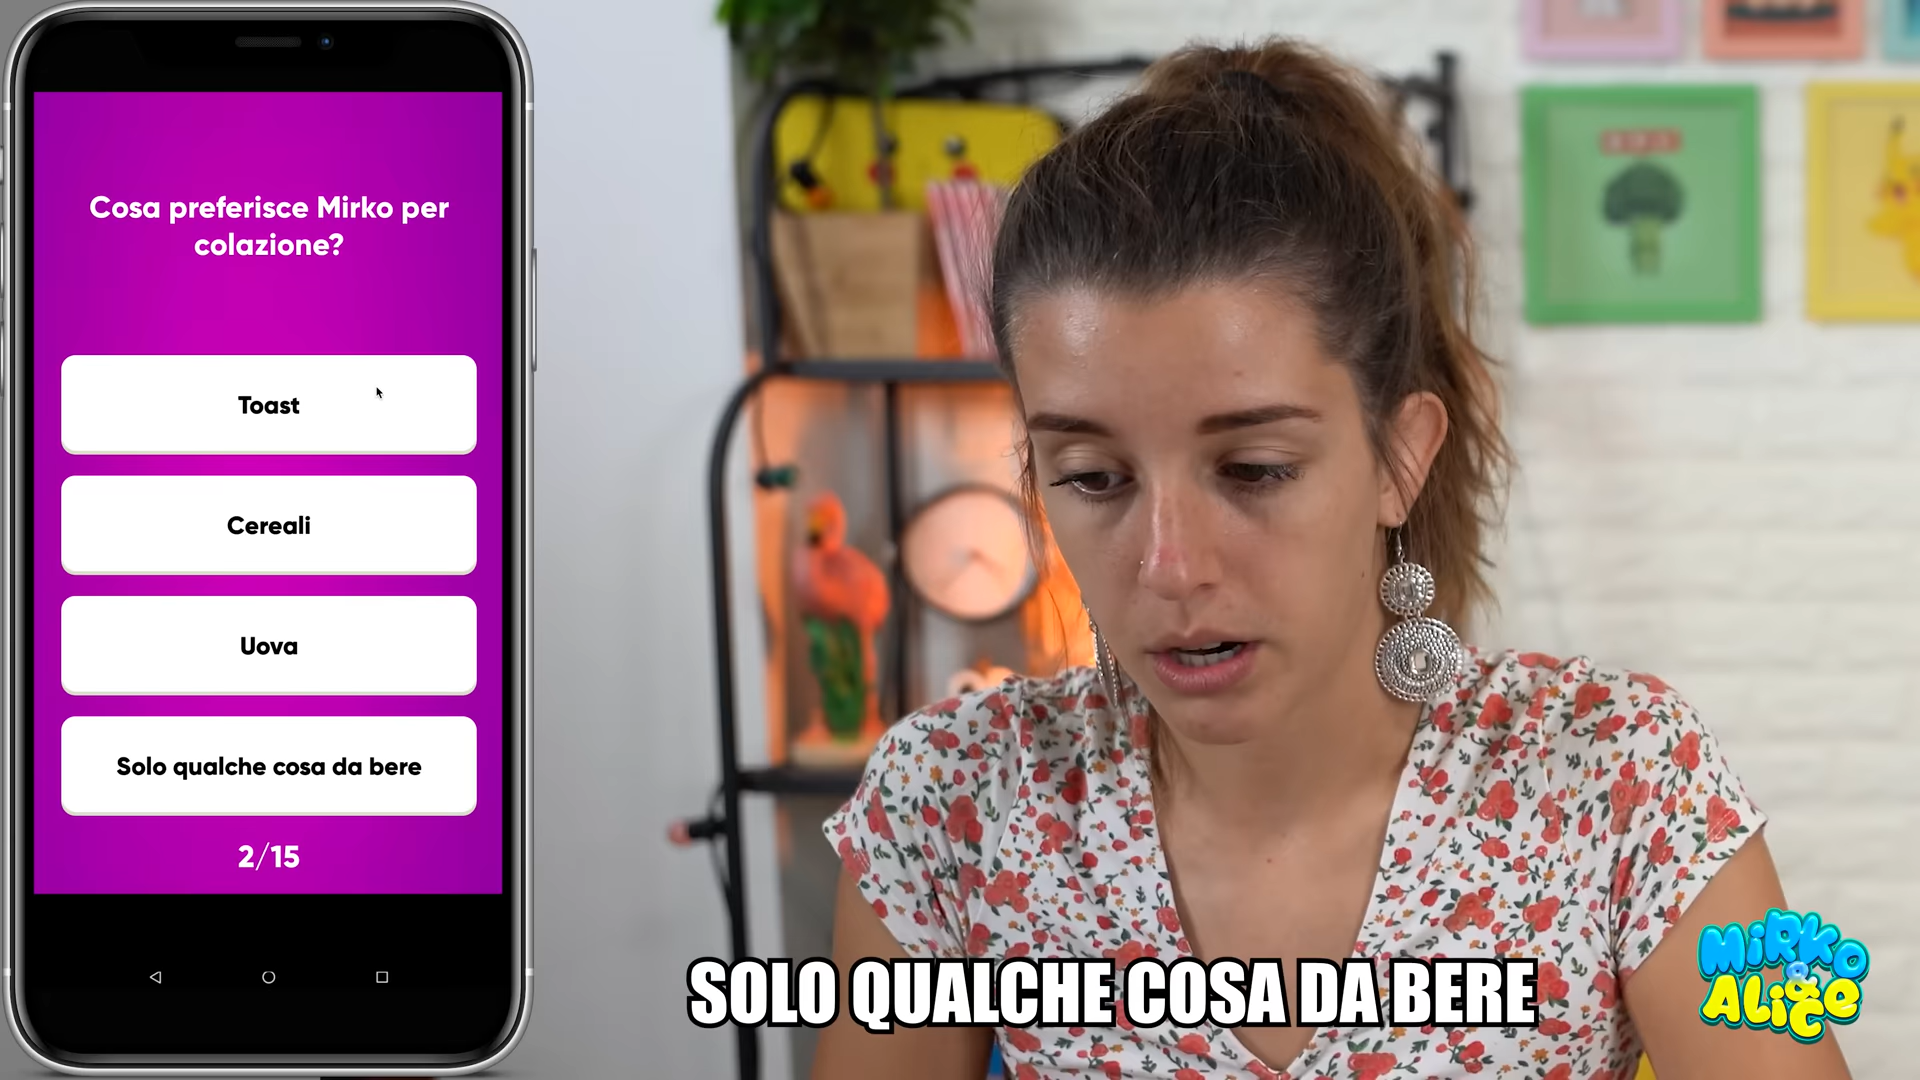 Cosa preferisce Mirko per
colazione?
Toast
Cereali
Uova
Solo qualche cosa da bere
2/15
SOLO QUALCHE COSA DA BERE
MiRKO
&
ALiCE